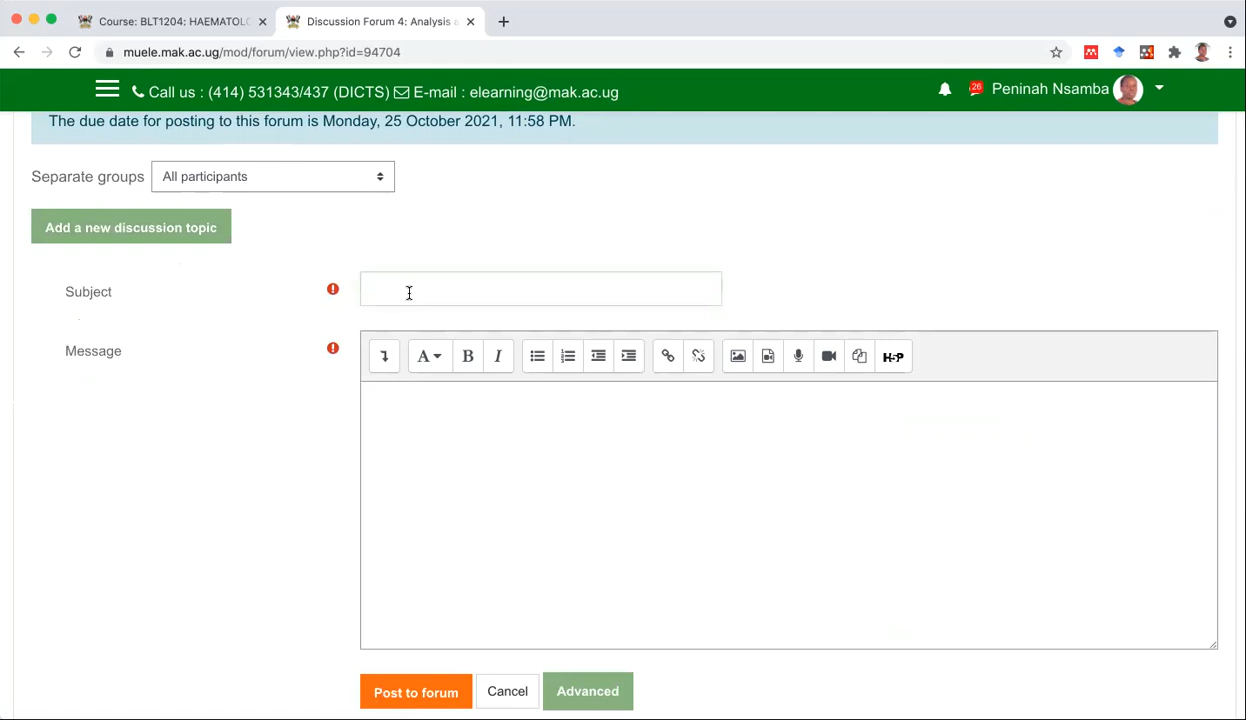 Course: BLT1204: HAEMATOLO
Discussion Forum 4: Analysis a
muele.mak.ac.ug/mod/forum/view.php?id=94704
Call us : (414) 531343/437 (DICTS) E-mail : elearning@mak.ac.ug
26
Peninah Nsamba
The due date for posting to this forum is Monday, 25 October 2021, 11:58 PM.
Separate groups
All participants
Add a new discussion topic
Subject
Message
A B I
H-P
Post to forum
Cancel
Advanced